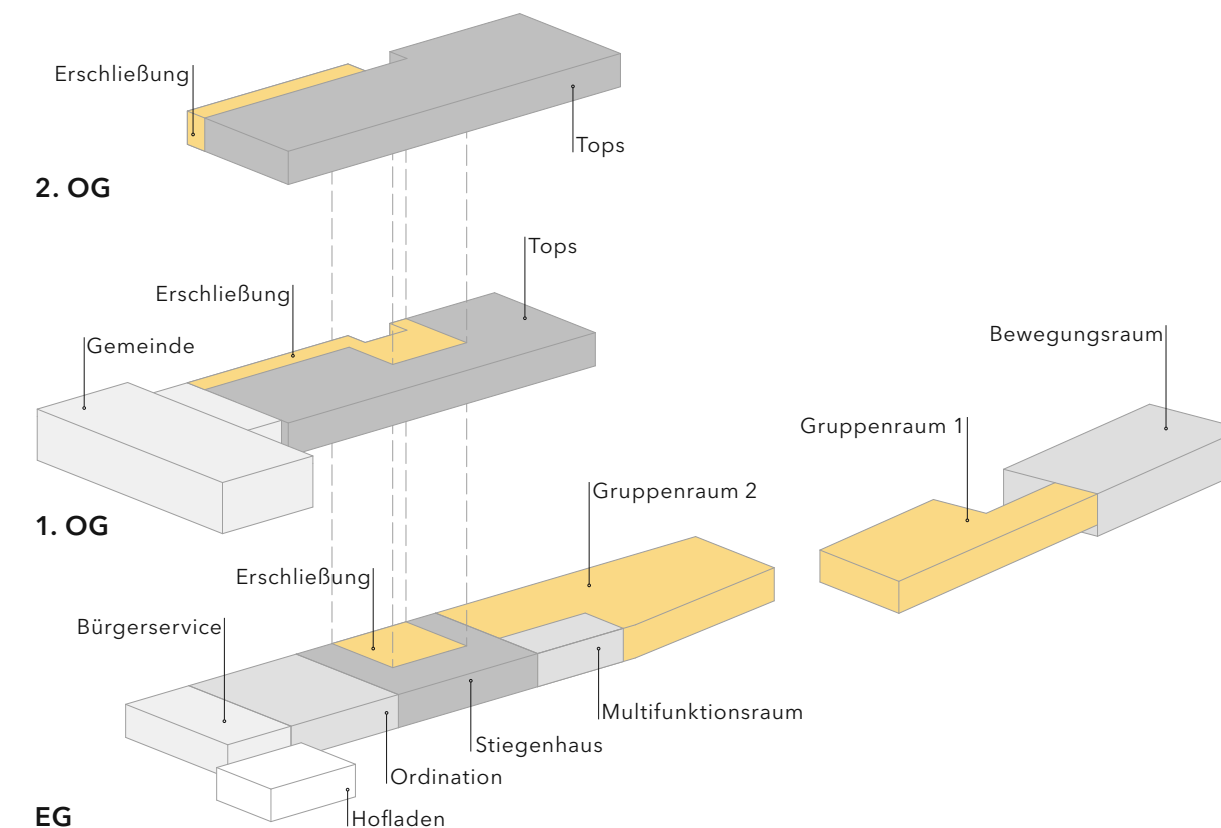 Erschließung
Tops
2. OG
Tops
Erschließung
Gemeinde
Bewegungsraum
Gruppenraum 1
1. OG
Gruppenraum 2
Erschließung
Bürgerservice
Multifunktionsraum
Stiegenhaus
Ordination
Hofladen
EG